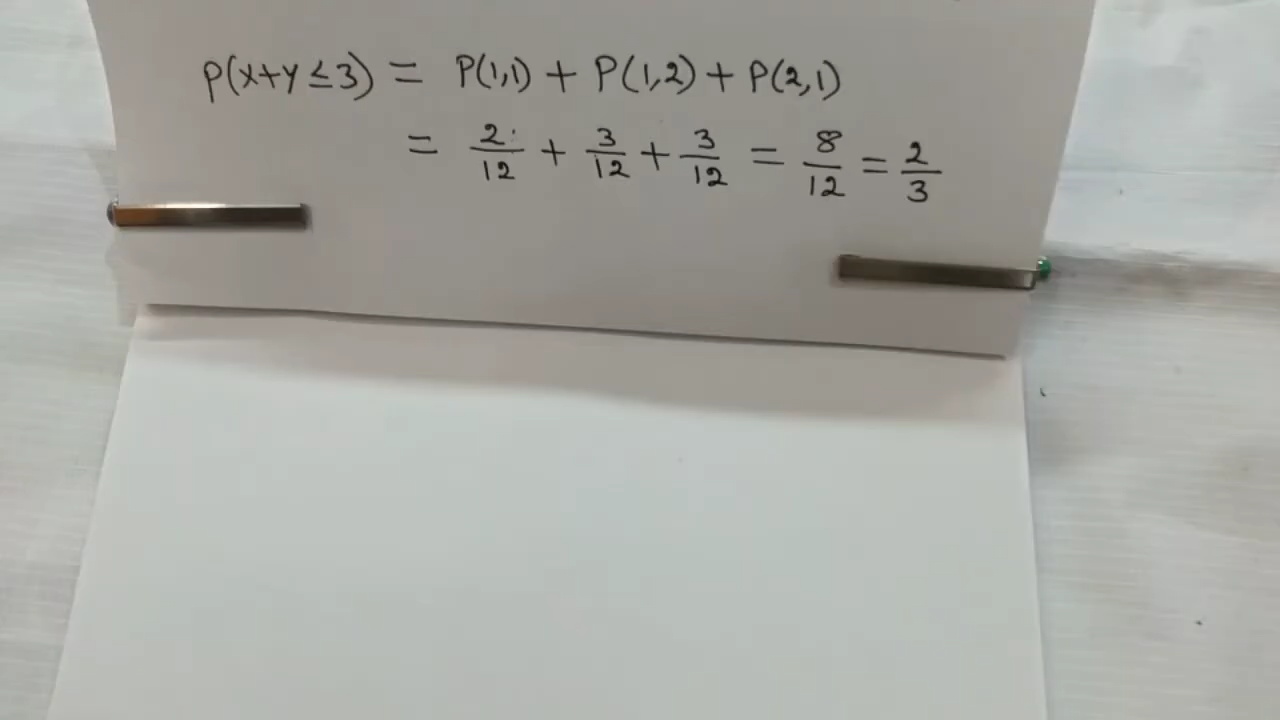 P(x+y ≤ 3) = P(1,1) + P(1,2) + P(2,1)
= 2/12 + 3/12 + 3/12 = 8/12 = 2/3